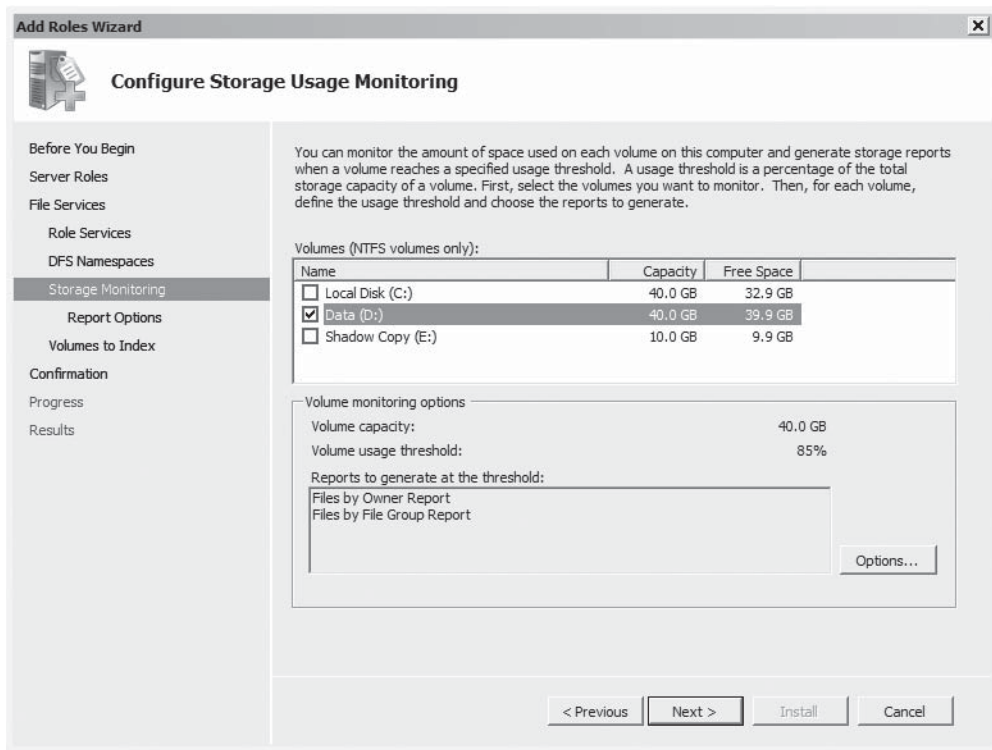 Add Roles Wizard
Configure Storage Usage Monitoring
Before You Begin
Server Roles
File Services
Role Services
DFS Namespaces
Storage Monitoring
Report Options
Volumes to Index
Confirmation
Progress
Results
You can monitor the amount of space used on each volume on this computer and generate storage reports
when a volume reaches a specified usage threshold. A usage threshold is a percentage of the total
storage capacity of a volume. First, select the volumes you want to monitor. Then, for each volume,
define the usage threshold and choose the reports to generate.
Volumes (NTFS volumes only):
Name Capacity Free Space
Local Disk (C:) 40.0 GB 32.9 GB
Data (D:) 40.0 GB 39.9 GB
Shadow Copy (E:) 10.0 GB 9.9 GB
Volume monitoring options
Volume capacity: 40.0 GB
Volume usage threshold: 85%
Reports to generate at the threshold:
Files by Owner Report
Files by File Group Report
Options...
< Previous Next > Install Cancel